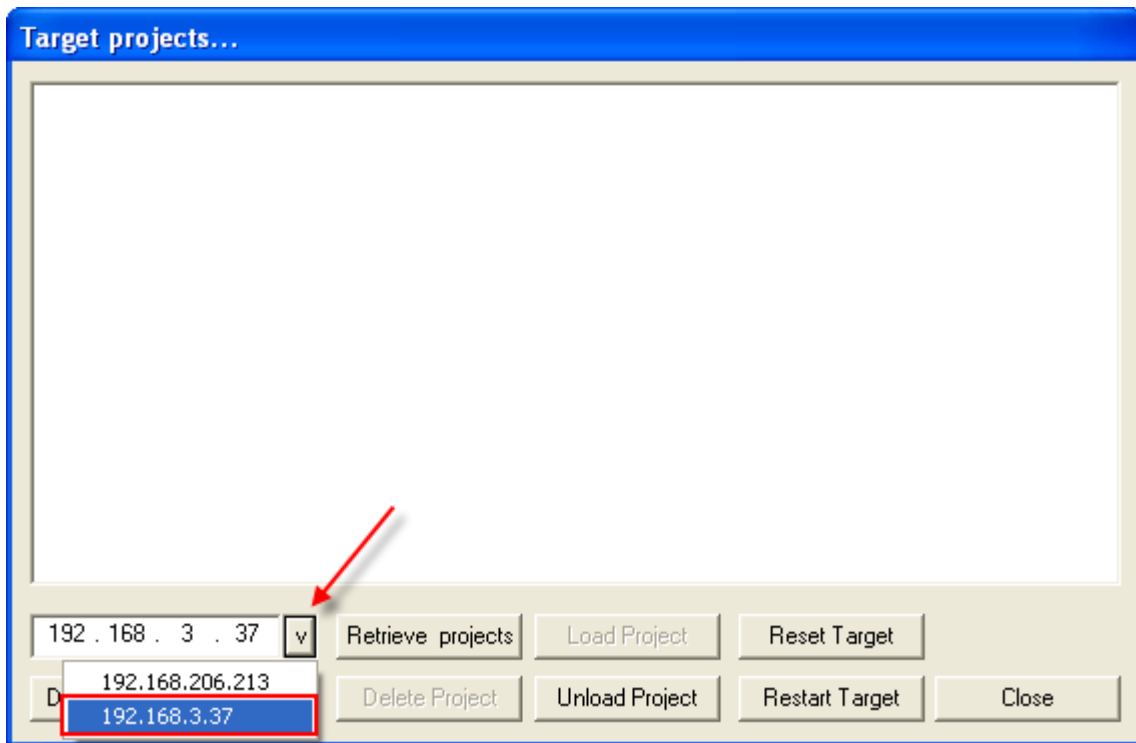 Target projects...
192 . 168 . 3 . 37 v Retrieve projects Load Project Reset Target
192.168.206.213
D Delete Project Unload Project Restart Target Close
192.168.3.37